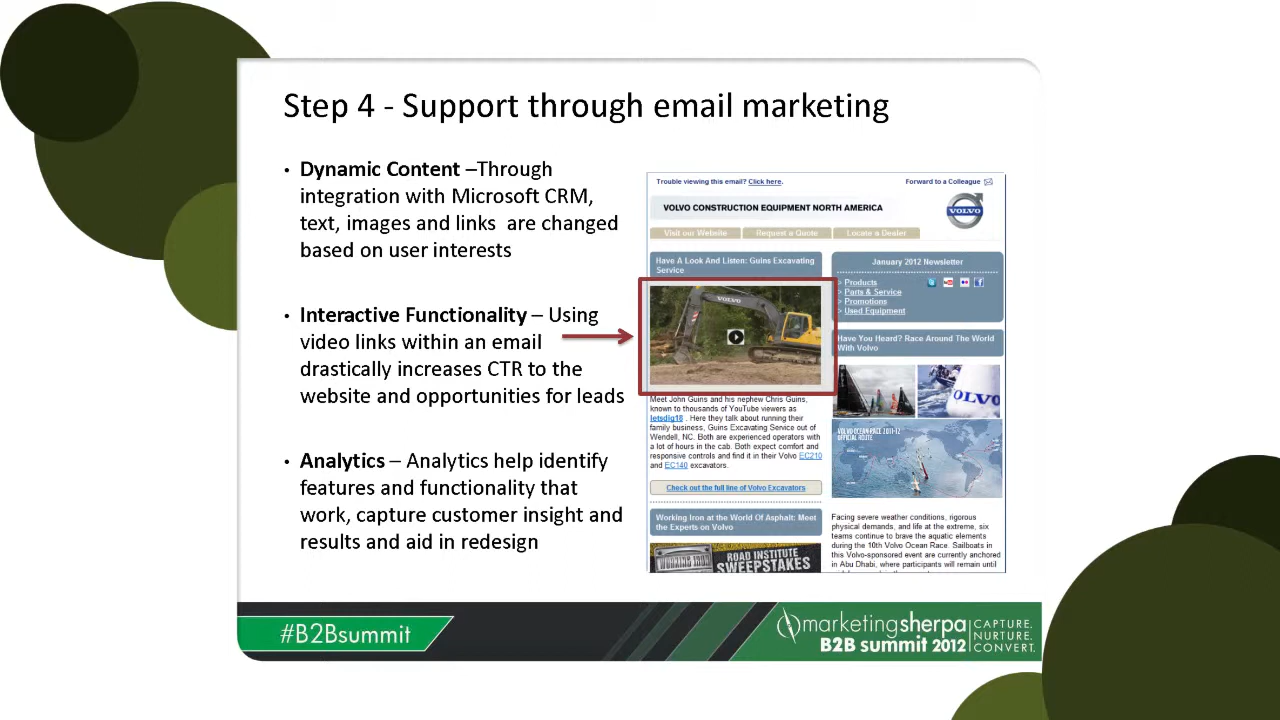 Step 4 - Support through email marketing
• Dynamic Content –Through
integration with Microsoft CRM,
text, images and links are changed
based on user interests
• Interactive Functionality – Using
video links within an email
drastically increases CTR to the
website and opportunities for leads
• Analytics – Analytics help identify
features and functionality that
work, capture customer insight and
results and aid in redesign
Trouble viewing this email? Click here.
Forward to a Colleague
VOLVO CONSTRUCTION EQUIPMENT NORTH AMERICA
VOLVO
Visit our Website
Request a Quote
Locate a Dealer
Have A Look And Listen: Guins Excavating
Service
VOLVO
Meet John Guins and his nephew Chris Guins,
known to thousands of YouTube viewers as
letsdig18 . Here they talk about running their
family business, Guins Excavating Service out of
Wendell, NC. Both are experienced operators with
a lot of hours in the cab. Both expect comfort and
responsive controls and find it in their Volvo EC210
and EC140 excavators.
Check out the full line of Volvo Excavators
Working Iron at the World Of Asphalt: Meet
the Experts on Volvo
WORKING IRON
ROAD INSTITUTE
SWEEPSTAKES
January 2012 Newsletter
> Products
> Parts & Service
> Promotions
> Used Equipment
Have You Heard? Race Around The World
With Volvo
VOLVO
VOLVO OCEAN RACE 2011-12
OFFICIAL ROUTE
Facing severe weather conditions, rigorous
physical demands, and life at the extreme, six
teams continue to brave the aquatic elements
during the 10th Volvo Ocean Race. Sailboats in
this Volvo-sponsored event are currently anchored
in Abu Dhabi, where participants will remain until
#B2Bsummit
marketingsherpa
B2B summit 2012
CAPTURE.
NURTURE.
CONVERT.